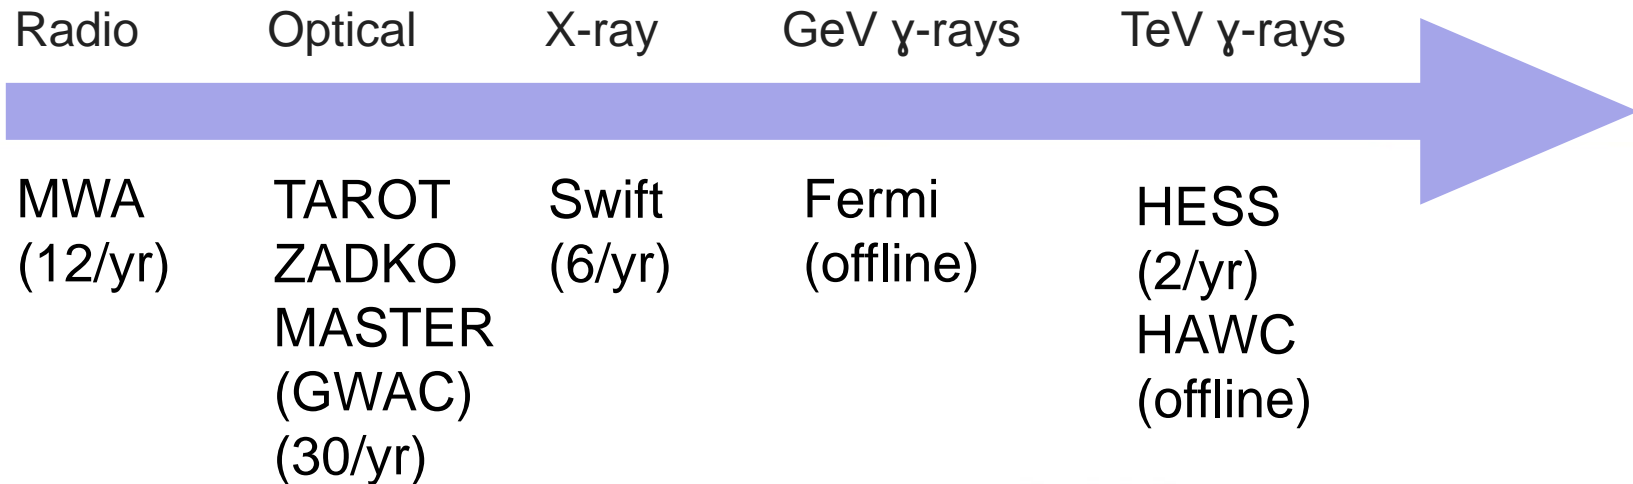 Radio Optical X-ray GeV ɣ-rays TeV ɣ-rays
MWA
(12/yr)
TAROT
ZADKO
MASTER
(GWAC)
(30/yr)
Swift
(6/yr)
Fermi
(offline)
HESS
(2/yr)
HAWC
(offline)